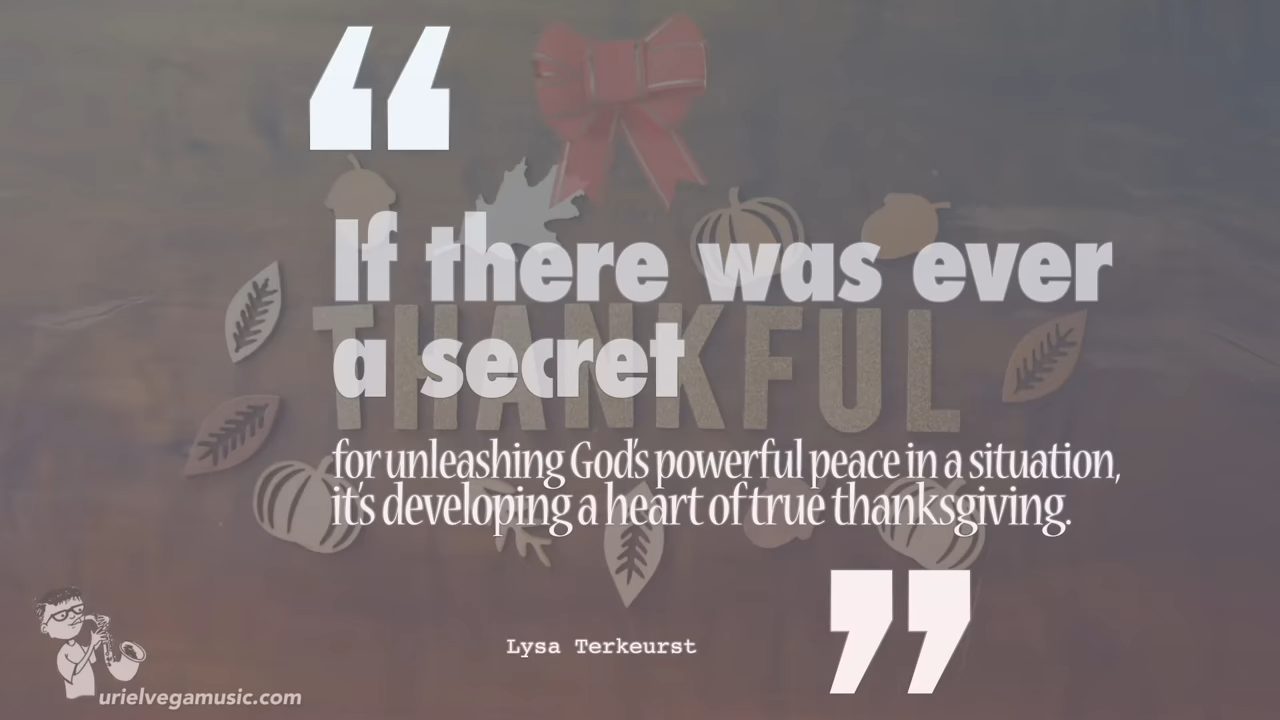 “
If there was ever
THANKFUL
a secret
for unleashing God's powerful peace in a situation,
it's developing a heart of true thanksgiving.
”
Lysa Terkeurst
urielvegamusic.com